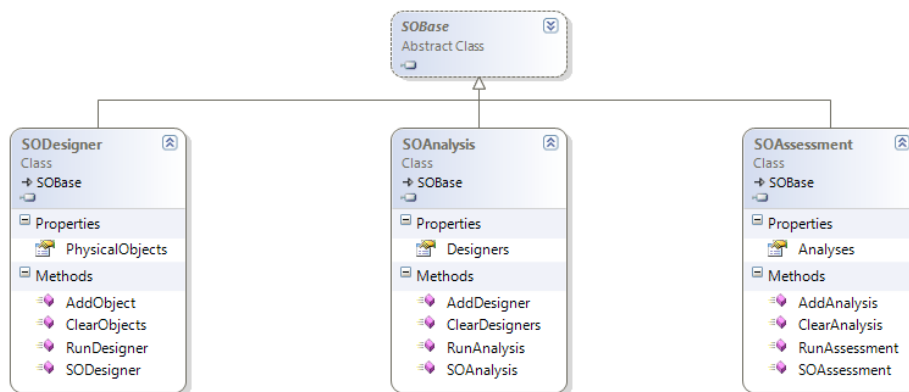 SOBase
Abstract Class
SODesigner
Class
SOBase
Properties
PhysicalObjects
Methods
AddObject
ClearObjects
RunDesigner
SODesigner
SOAnalysis
Class
SOBase
Properties
Designers
Methods
AddDesigner
ClearDesigners
RunAnalysis
SOAnalysis
SOAssessment
Class
SOBase
Properties
Analyses
Methods
AddAnalysis
ClearAnalysis
RunAssessment
SOAssessment